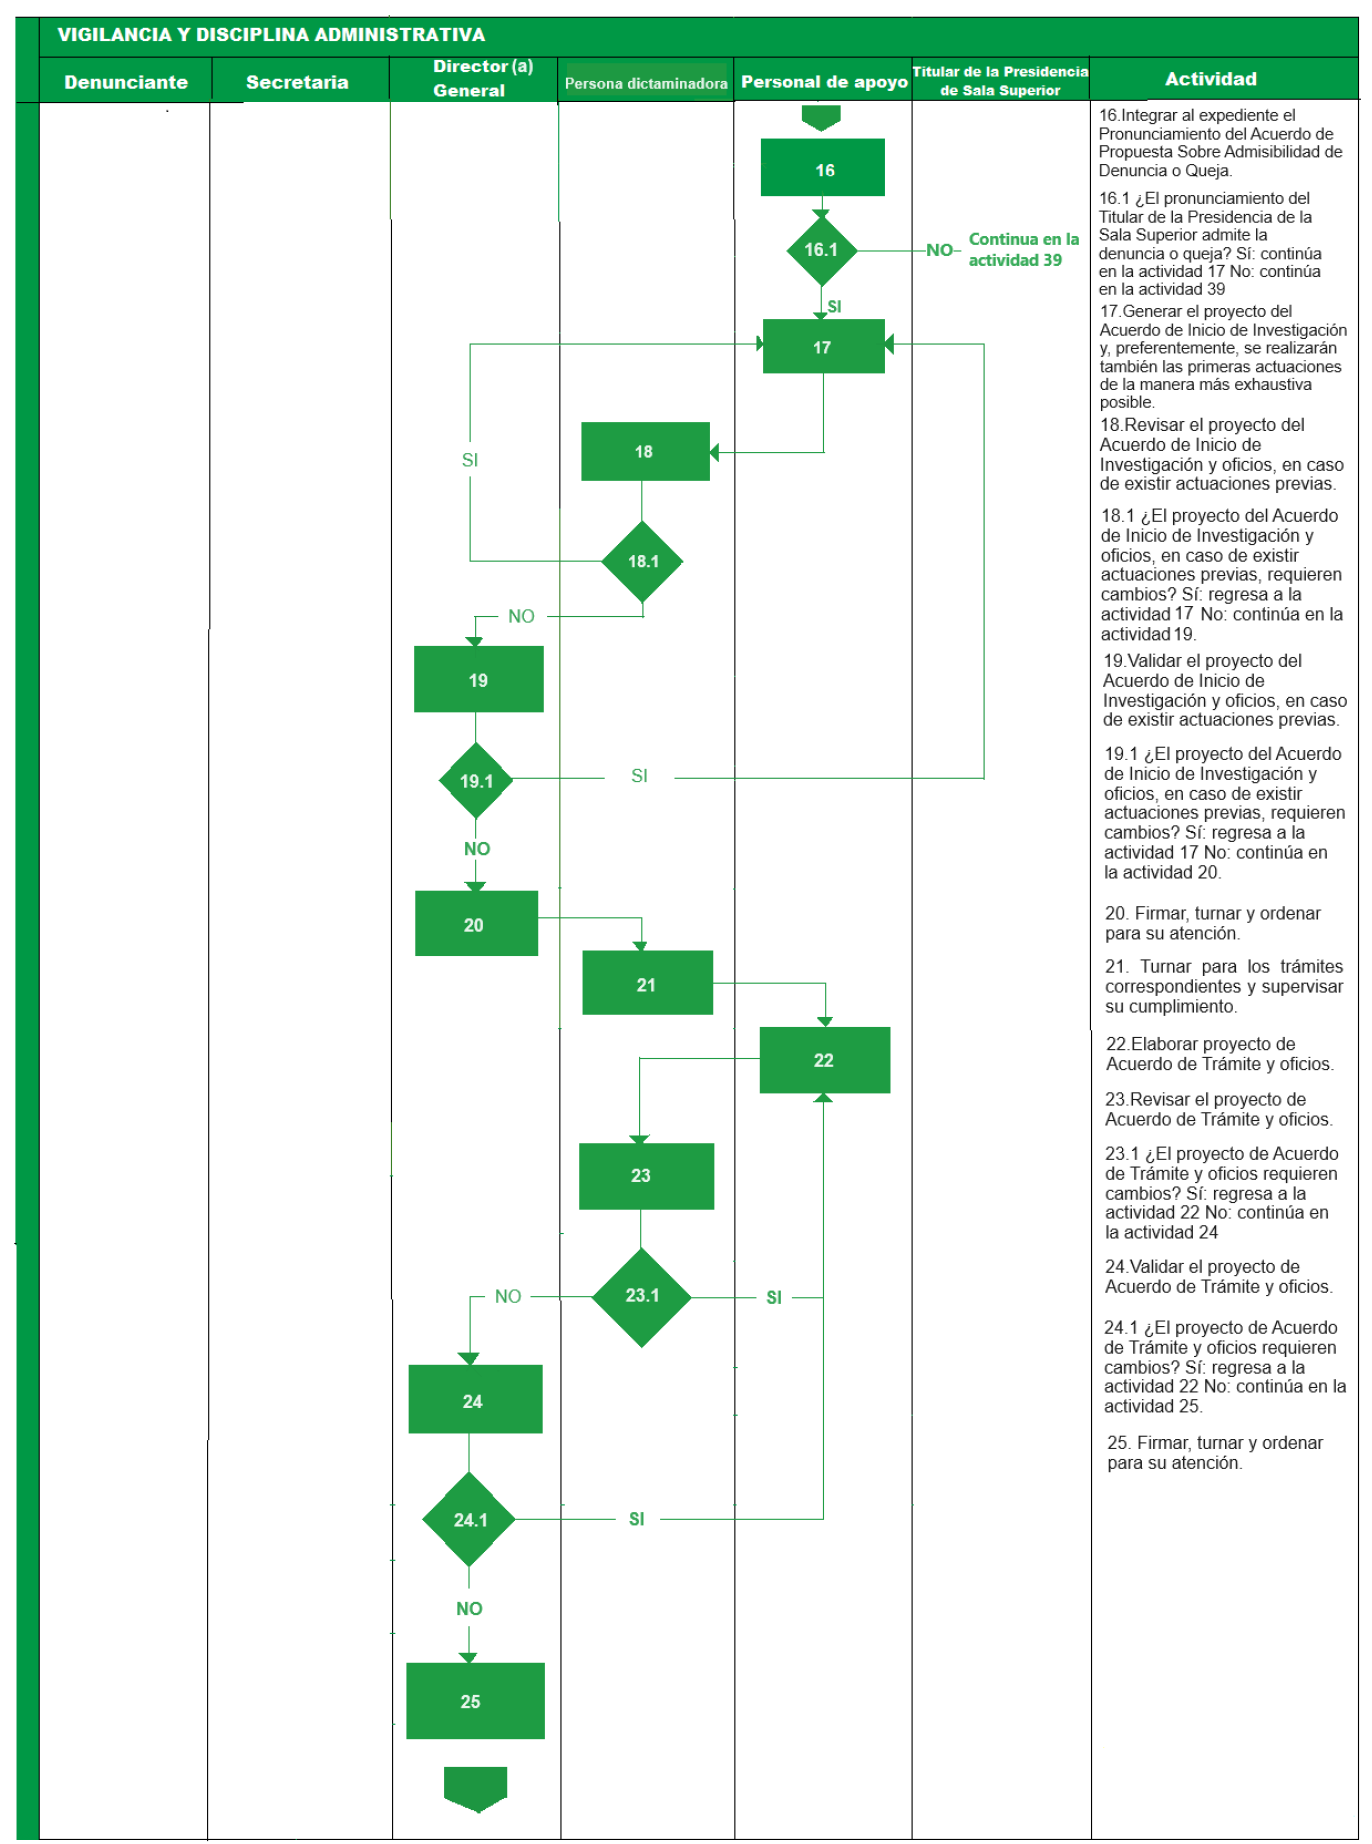 VIGILANCIA Y DISCIPLINA ADMINISTRATIVA
Denunciante
Secretaria
Director (a)
General
Persona dictaminadora
Personal de apoyo
Titular de la Presidencia
de Sala Superior
Actividad
16
16.1
NO
Continua en la
actividad 39
SI
17
18
SI
18.1
NO
19
19.1
SI
NO
20
21
22
23
23.1
NO
SI
24
24.1
SI
NO
25
16.Integrar al expediente el
Pronunciamiento del Acuerdo de
Propuesta Sobre Admisibilidad de
Denuncia o Queja.
16.1 ¿El pronunciamiento del
Titular de la Presidencia de la
Sala Superior admite la
denuncia o queja? Sí: continúa
en la actividad 17 No: continúa
en la actividad 39
17.Generar el proyecto del
Acuerdo de Inicio de Investigación
y, preferentemente, se realizarán
también las primeras actuaciones
de la manera más exhaustiva
posible.
18.Revisar el proyecto del
Acuerdo de Inicio de
Investigación y oficios, en caso
de existir actuaciones previas.
18.1 ¿El proyecto del Acuerdo
de Inicio de Investigación y
oficios, en caso de existir
actuaciones previas, requieren
cambios? Sí: regresa a la
actividad 17 No: continúa en la
actividad 19.
19.Validar el proyecto del
Acuerdo de Inicio de
Investigación y oficios, en caso
de existir actuaciones previas.
19.1 ¿El proyecto del Acuerdo
de Inicio de Investigación y
oficios, en caso de existir
actuaciones previas, requieren
cambios? Sí: regresa a la
actividad 17 No: continúa en
la actividad 20.
20. Firmar, turnar y ordenar
para su atención.
21. Turnar para los trámites
correspondientes y supervisar
su cumplimiento.
22.Elaborar proyecto de
Acuerdo de Trámite y oficios.
23.Revisar el proyecto de
Acuerdo de Trámite y oficios.
23.1 ¿El proyecto de Acuerdo
de Trámite y oficios requieren
cambios? Sí: regresa a la
actividad 22 No: continúa en
la actividad 24
24.Validar el proyecto de
Acuerdo de Trámite y oficios.
24.1 ¿El proyecto de Acuerdo
de Trámite y oficios requieren
cambios? Sí: regresa a la
actividad 22 No: continúa en la
actividad 25.
25. Firmar, turnar y ordenar
para su atención.